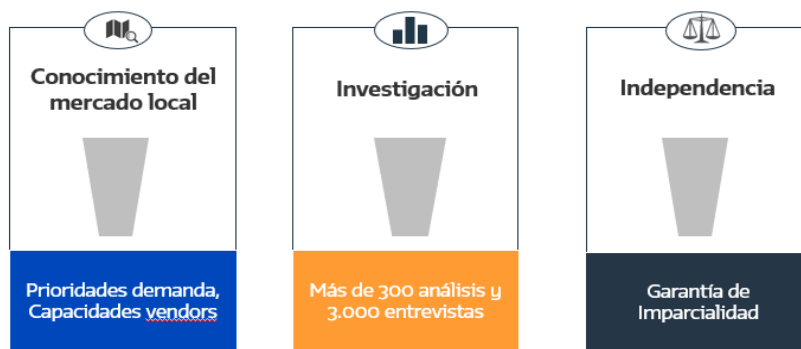 Conocimiento del
mercado local
Prioridades demanda,
Capacidades vendors
Investigación
Más de 300 análisis y
3.000 entrevistas
Independencia
Garantía de
Imparcialidad